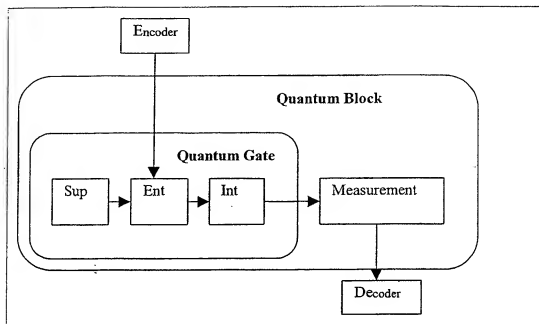 Encoder
Quantum Block
Quantum Gate
Sup
Ent
Int
Measurement
Decoder